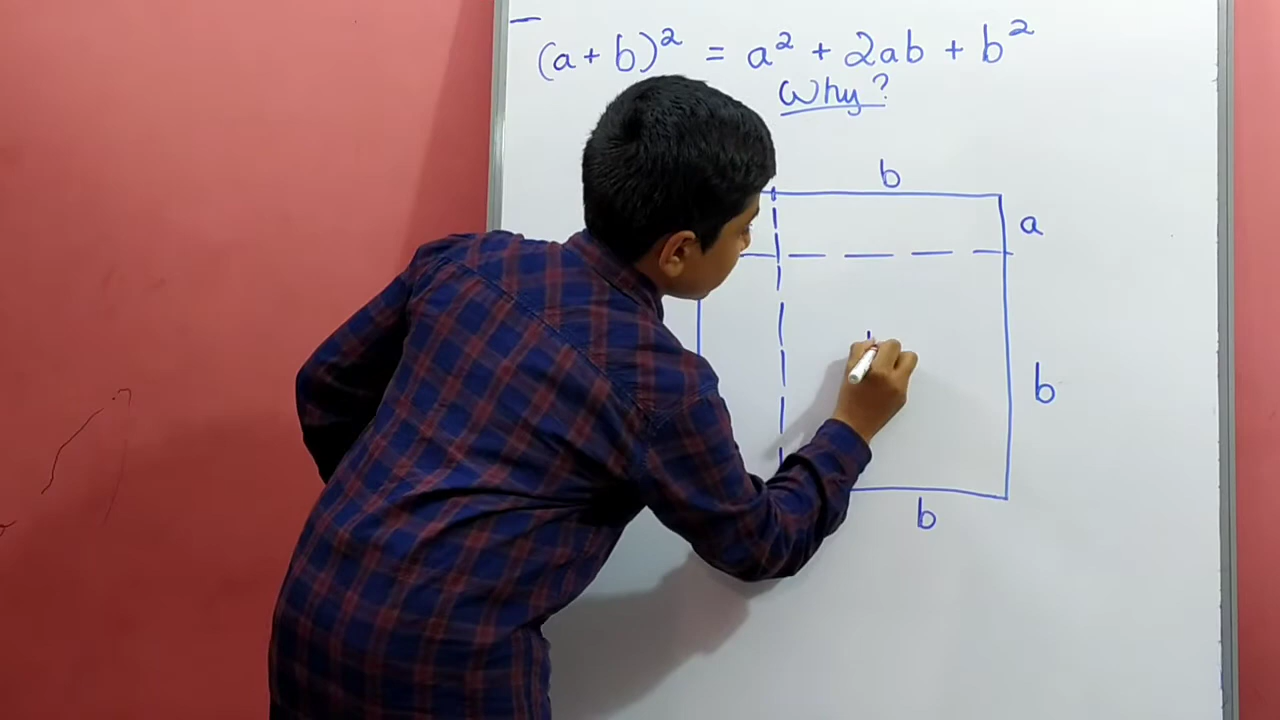 (a + b)² = a² + 2ab + b²
Why?
b
a
b
b